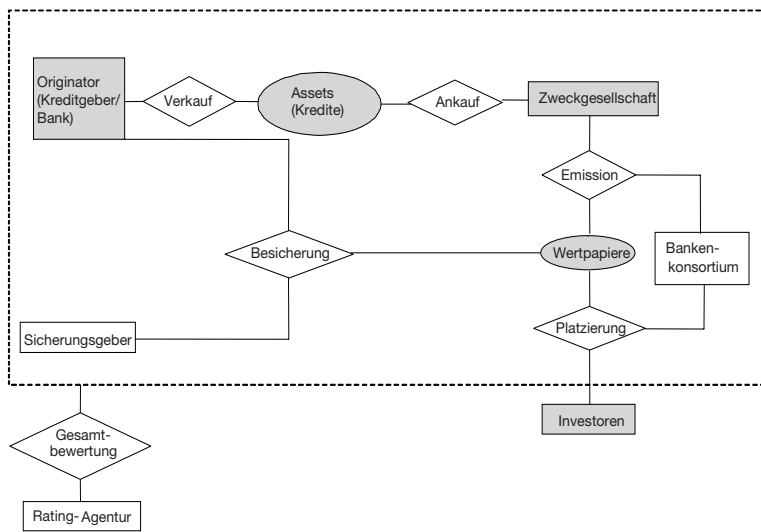 Originator
(Kreditgeber/
Bank)
Verkauf
Assets
(Kredite)
Ankauf
Zweckgesellschaft
Emission
Besicherung
Wertpapiere
Banken-
konsortium
Sicherungsgeber
Platzierung
Investoren
Gesamt-
bewertung
Rating-Agentur